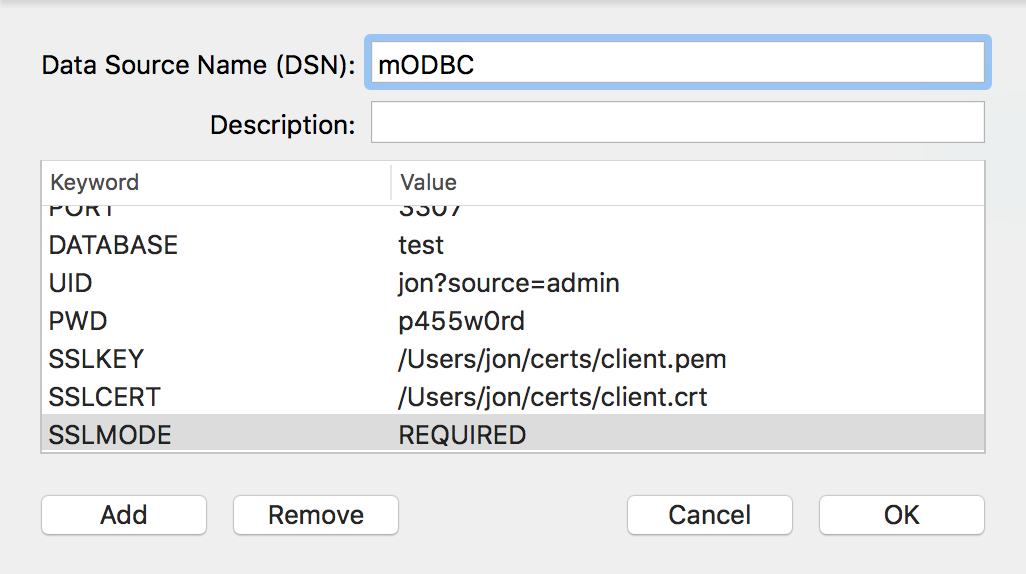 Data Source Name (DSN): mODBC
Description:
Keyword Value
PORT 3307
DATABASE test
UID jon?source=admin
PWD p455w0rd
SSLKEY /Users/jon/certs/client.pem
SSLCERT /Users/jon/certs/client.crt
SSLMODE REQUIRED
Add Remove Cancel OK